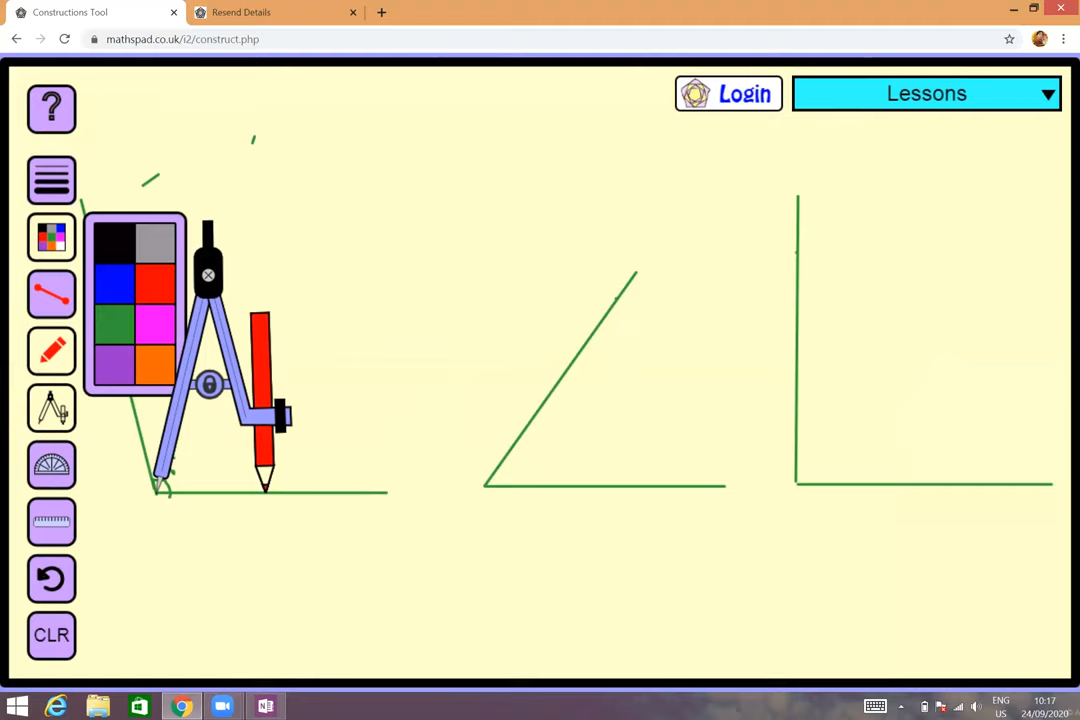 Constructions Tool
Resend Details
mathspad.co.uk/i2/construct.php
?
Login
Lessons
CLR
ENG
10:17
US
24/09/2020